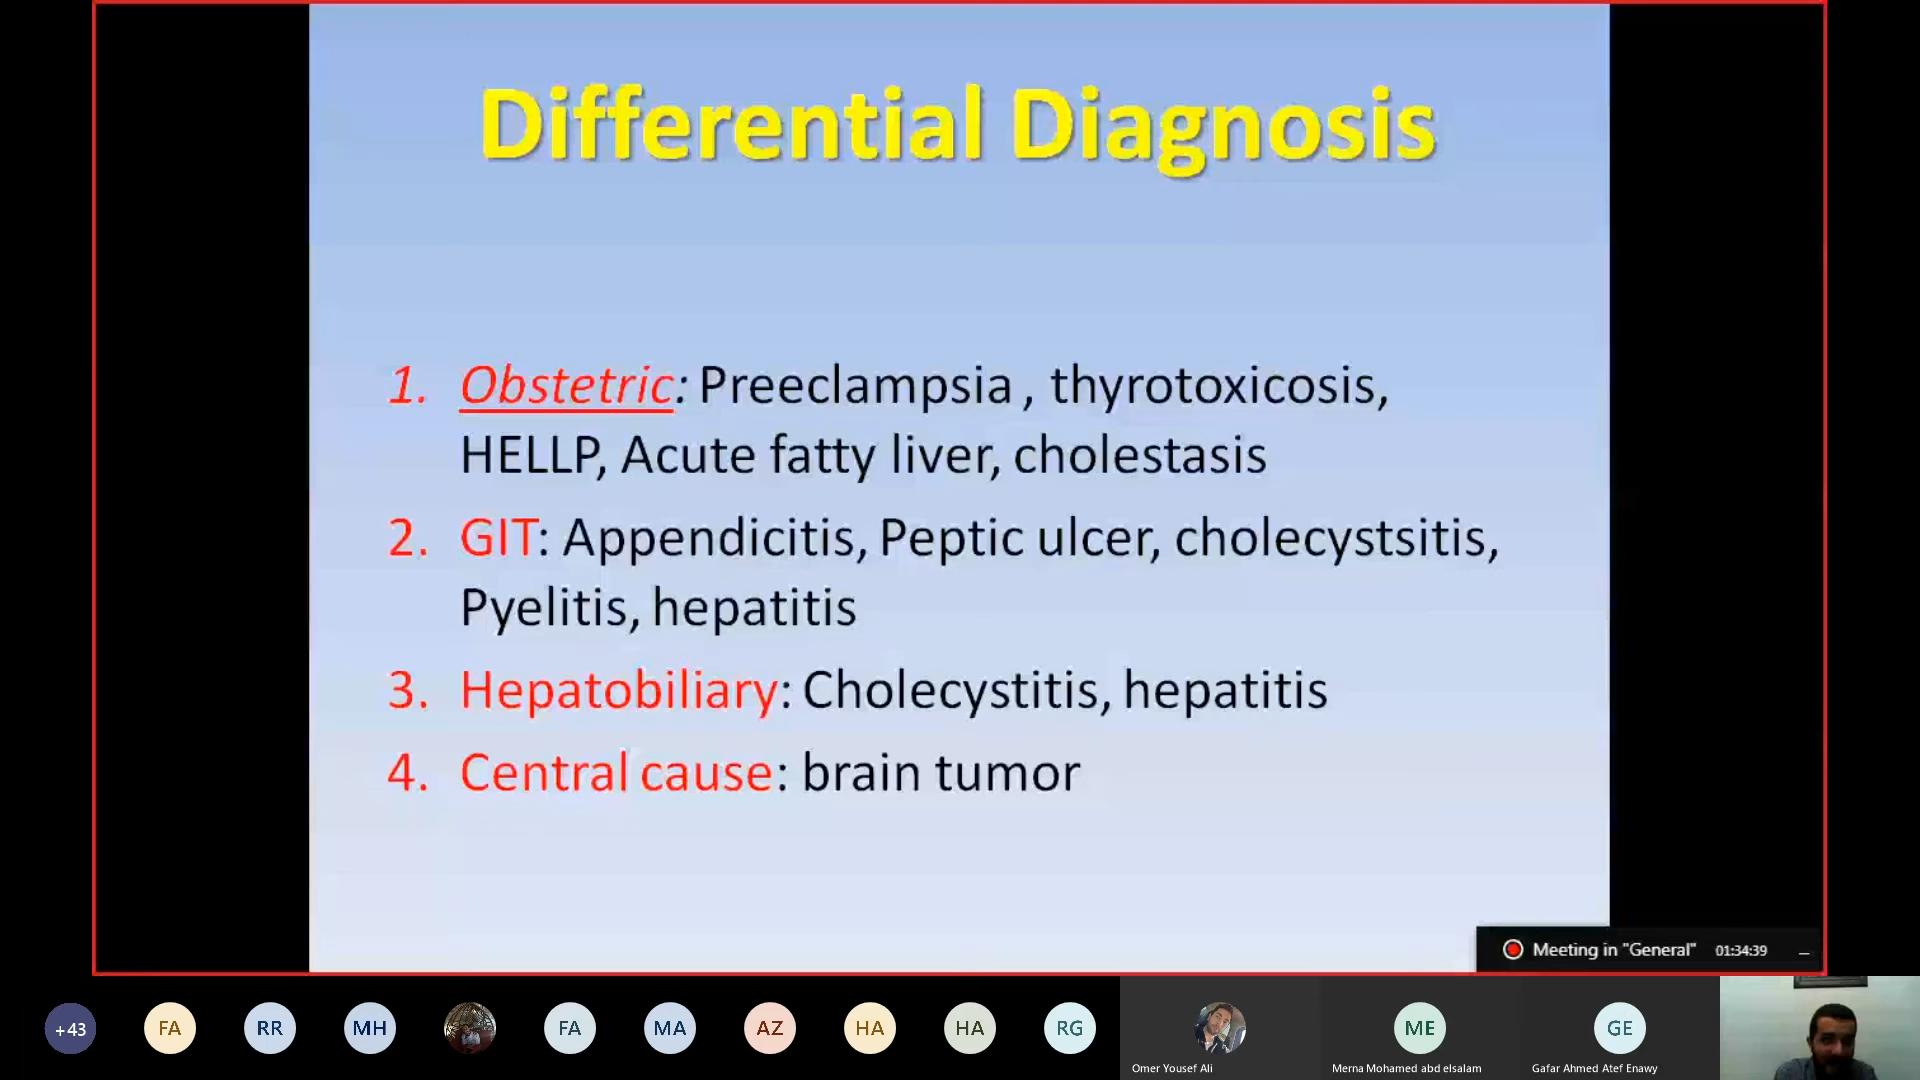 Differential Diagnosis
1. Obstetric: Preeclampsia , thyrotoxicosis,
HELLP, Acute fatty liver, cholestasis
2. GIT: Appendicitis, Peptic ulcer, cholecystsitis,
Pyelitis, hepatitis
3. Hepatobiliary: Cholecystitis, hepatitis
4. Central cause: brain tumor
Meeting in "General" 01:34:39
+43 FA RR MH FA MA AZ HA HA RG ME GE
Omer Yousef Ali Merna Mohamed abd elsalam Gafar Ahmed Atef Enawy